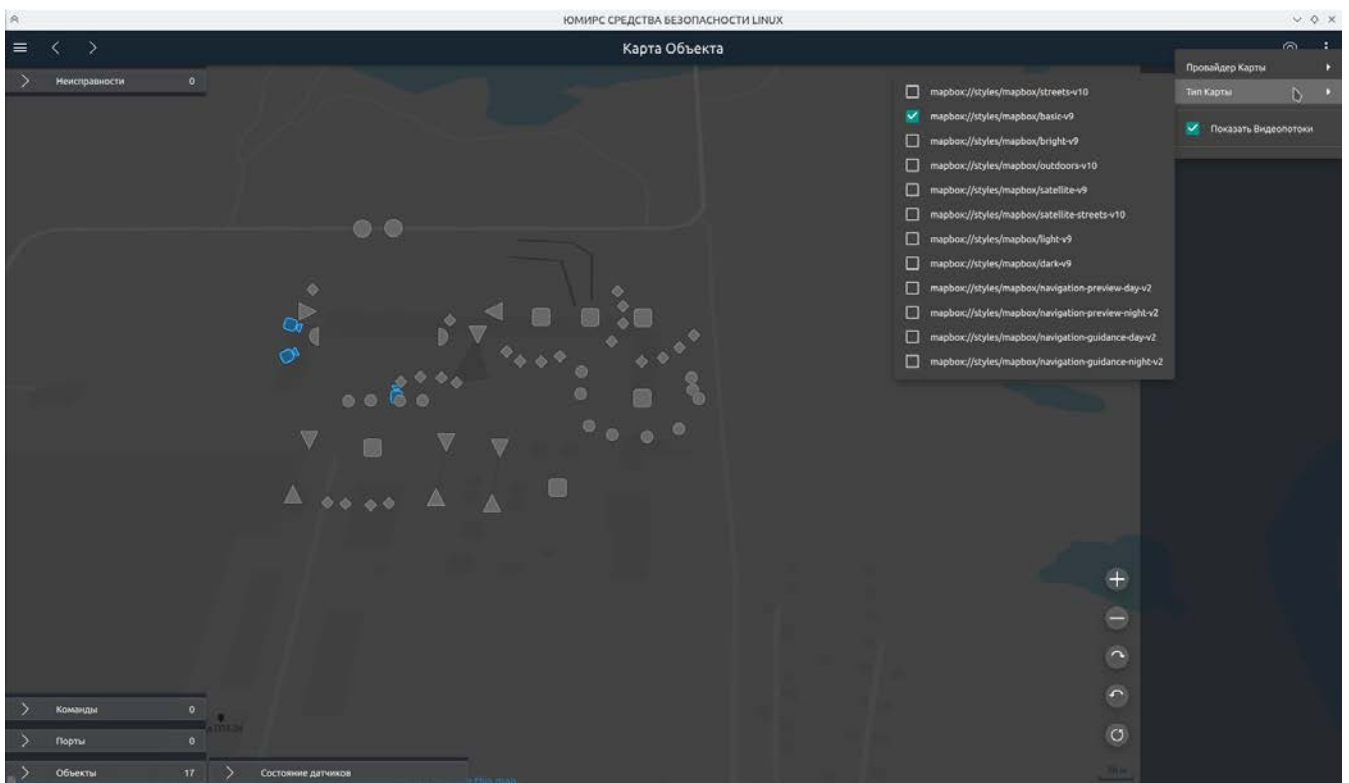 ЮМИРС СРЕДСТВА БЕЗОПАСНОСТИ LINUX
Карта Объекта
Неисправности 0
Провайдер Карты
Тип Карты
Показать Видеопотоки
mapbox://styles/mapbox/streets-v10
mapbox://styles/mapbox/basic-v9
mapbox://styles/mapbox/bright-v9
mapbox://styles/mapbox/outdoors-v10
mapbox://styles/mapbox/satellite-v9
mapbox://styles/mapbox/satellite-streets-v10
mapbox://styles/mapbox/light-v9
mapbox://styles/mapbox/dark-v9
mapbox://styles/mapbox/navigation-preview-day-v2
mapbox://styles/mapbox/navigation-preview-night-v2
mapbox://styles/mapbox/navigation-guidance-day-v2
mapbox://styles/mapbox/navigation-guidance-night-v2
Команды 0
Порты 0
Объекты 17
Состояние датчиков
this map